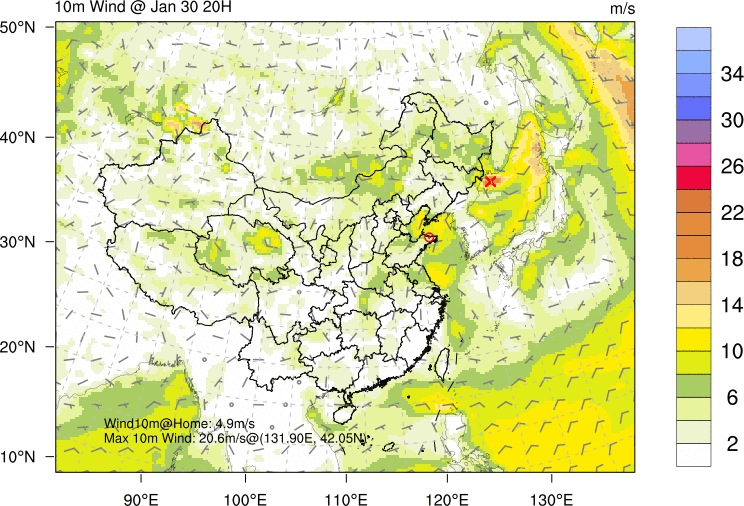 10m Wind @ Jan 30 20H
m/s
50°N
40°N
30°N
20°N
10°N
Wind10m@Home: 4.9m/s
Max 10m Wind: 20.6m/s@(131.90E, 42.05N)
90°E
100°E
110°E
120°E
130°E
34
30
26
22
18
14
10
6
2